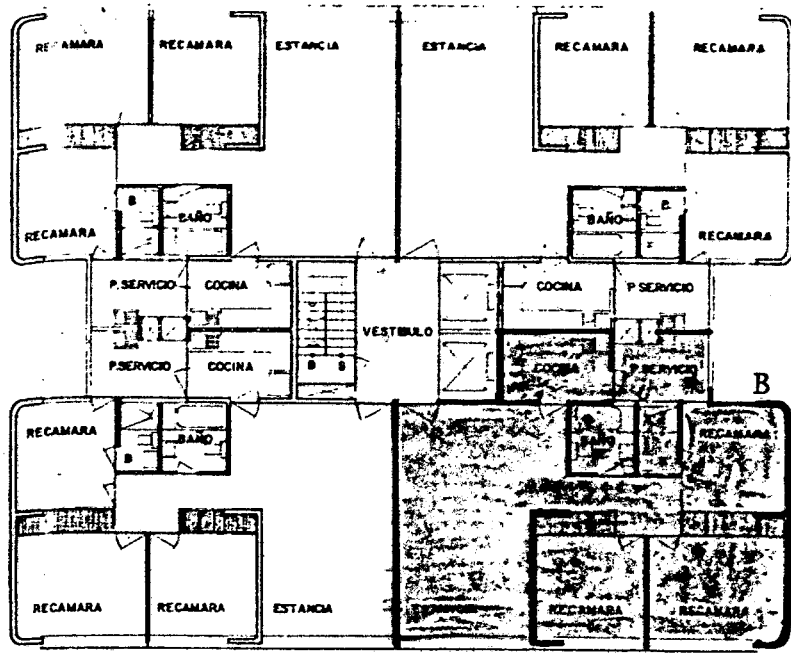 RECAMARA RECAMARA ESTANCIA ESTANCIA RECAMARA RECAMARA
B BAÑO BAÑO B
RECAMARA RECAMARA
P.SERVICIO COCINA COCINA P.SERVICIO
VESTIBULO
P.SERVICIO COCINA B S COCINA P.SERVICIO
B
RECAMARA BAÑO BAÑO RECAMARA
B
RECAMARA RECAMARA ESTANCIA RECAMARA RECAMARA